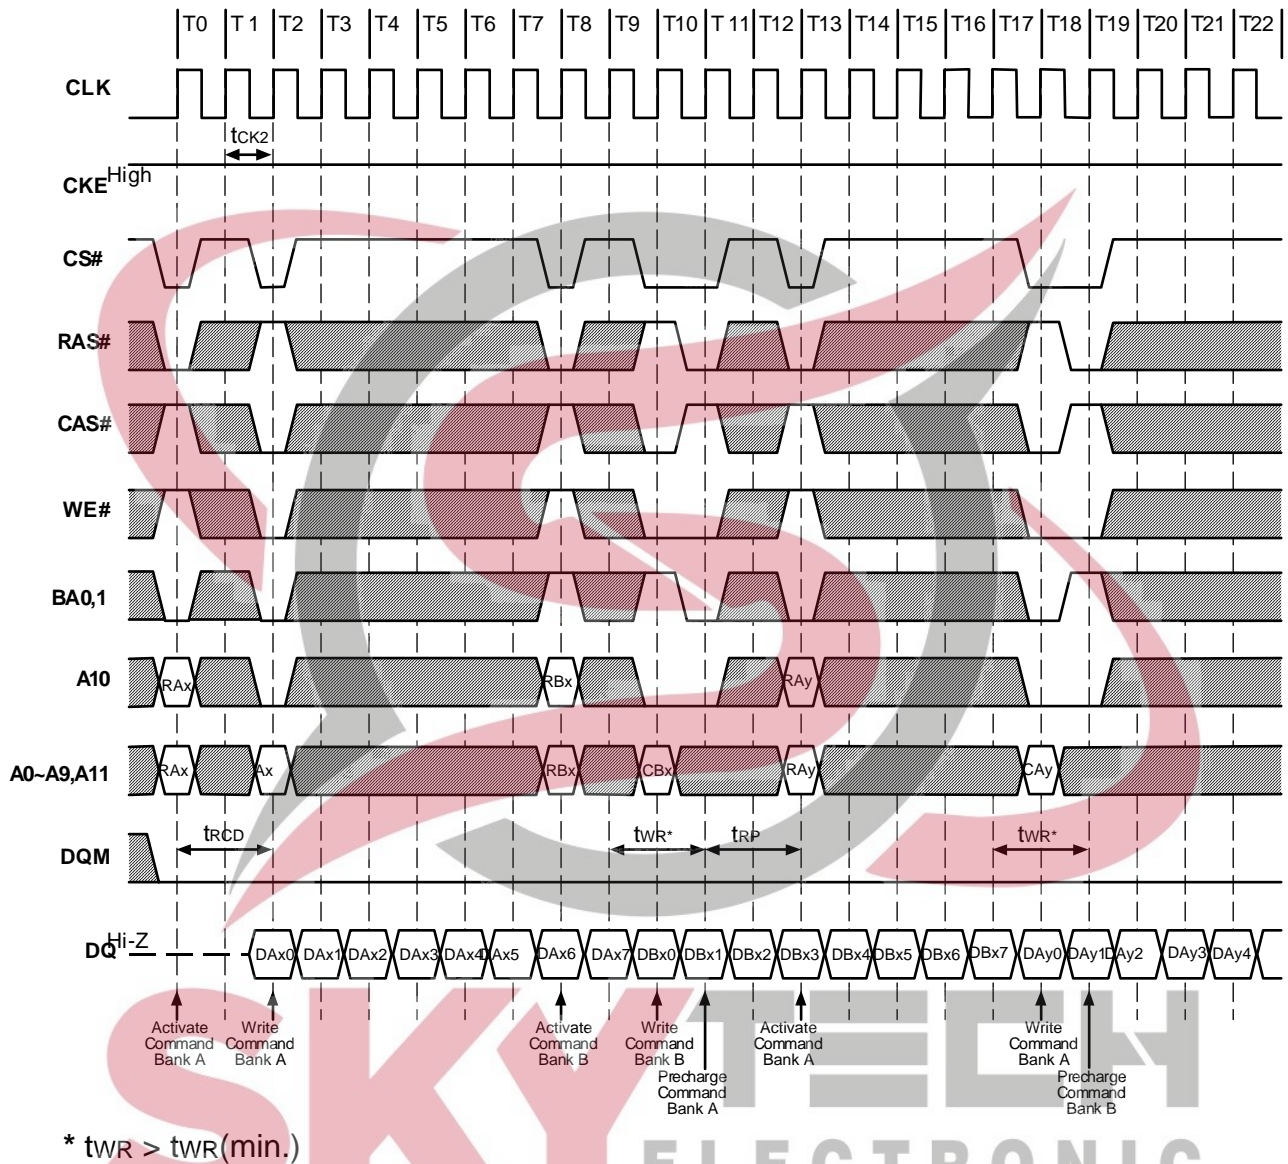 T0 T1 T2 T3 T4 T5 T6 T7 T8 T9 T10 T11 T12 T13 T14 T15 T16 T17 T18 T19 T20 T21 T22
CLK
tCK2
CKE High
CS#
RAS#
CAS#
WE#
BA0,1
A10 RAx RBx RAy
A0~A9,A11 RAx Ax RBx CBx RAy CAy
DQM tRCD tWR* tRP tWR*
DQ Hi-Z DAx0 DAx1 DAx2 DAx3 DAx4 DAx5 DAx6 DAx7 DBx0 DBx1 DBx2 DBx3 DBx4 DBx5 DBx6 DBx7 DAy0 DAy1 DAy2 DAy3 DAy4
Activate
Command
Bank A
Write
Command
Bank A
Activate
Command
Bank B
Write
Command
Bank B
Precharge
Command
Bank A
Activate
Command
Bank A
Write
Command
Bank A
Precharge
Command
Bank B
* tWR > tWR(min.)
SKYTECH
ELECTRONIC